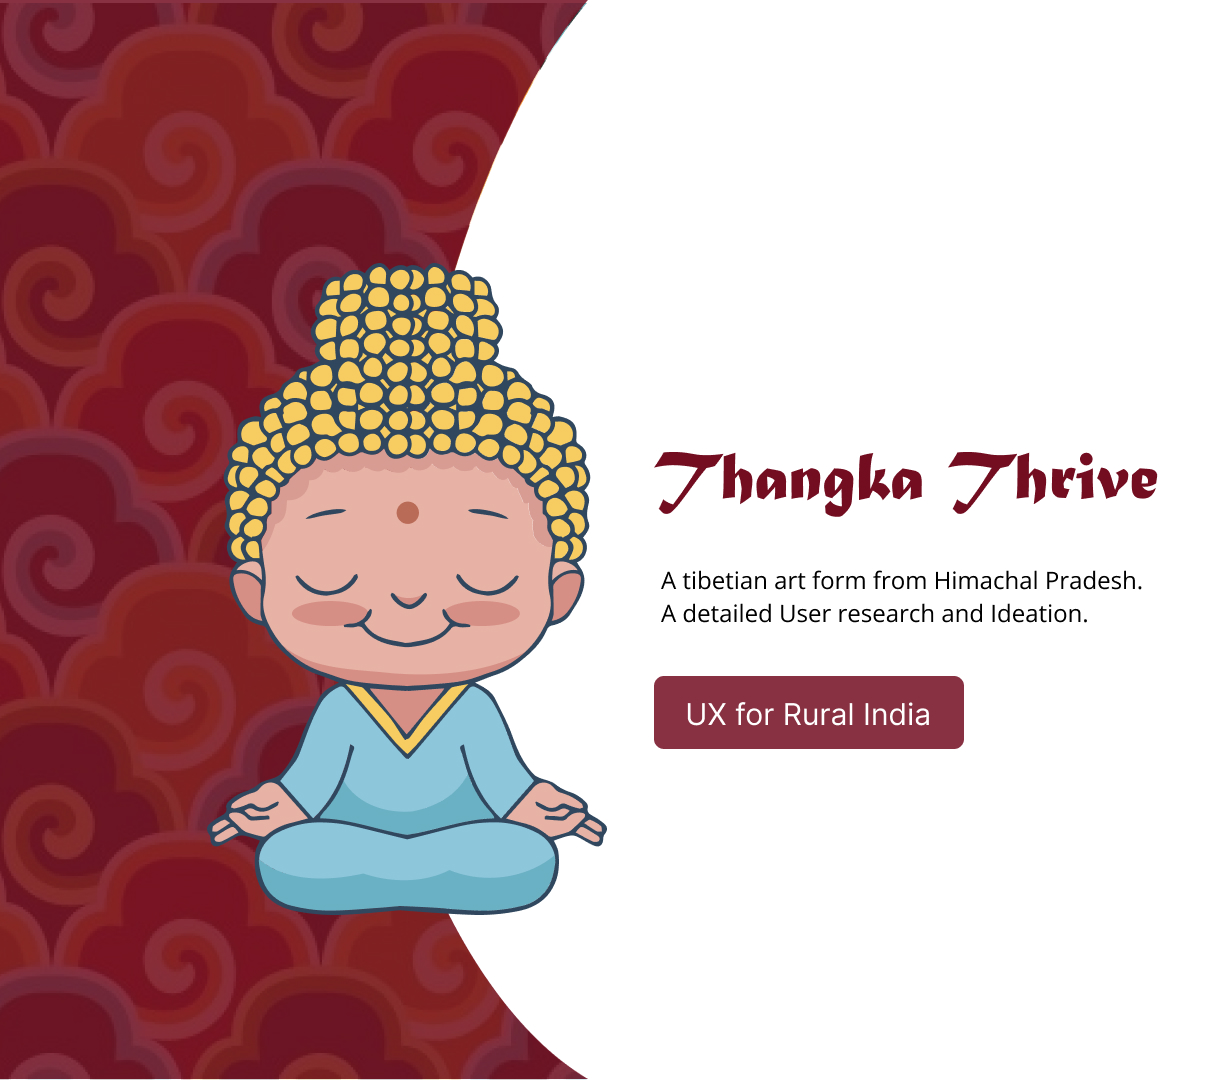 Thangka Thrive
A tibetian art form from Himachal Pradesh.
A detailed User research and Ideation.
UX for Rural India